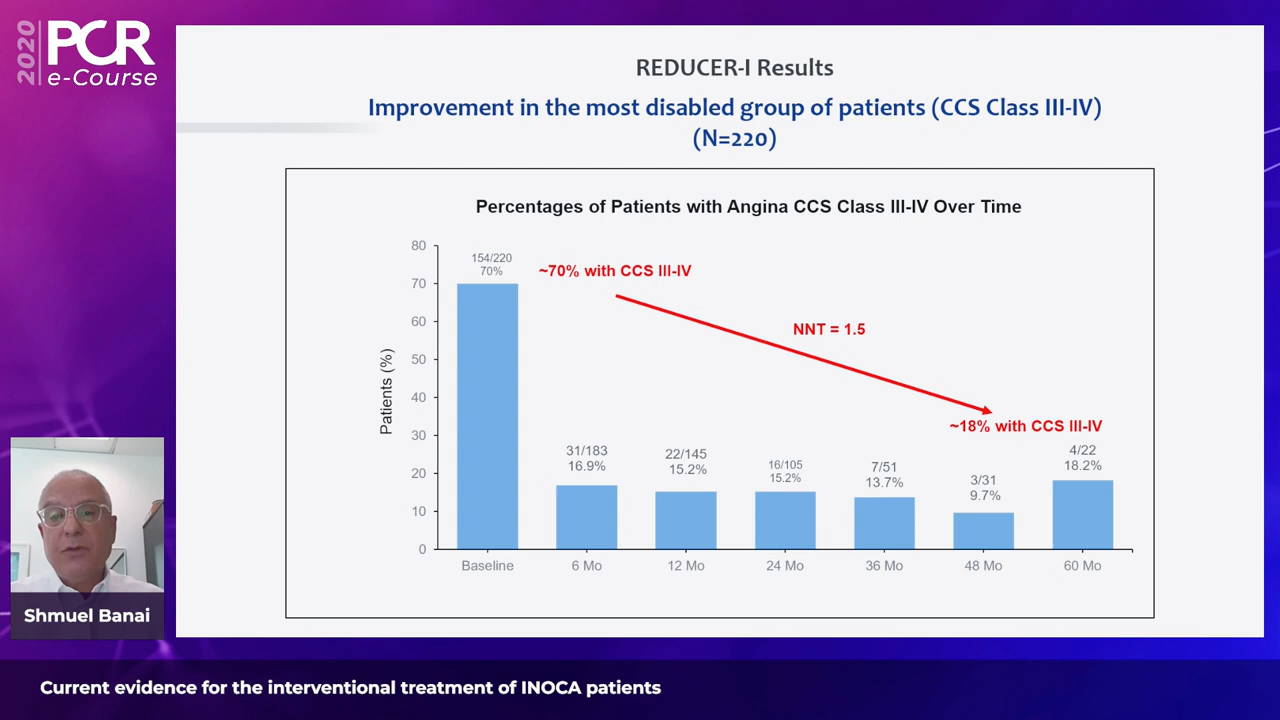 2020
PCR
e-Course
REDUCER-I Results
Improvement in the most disabled group of patients (CCS Class III-IV)
(N=220)
Percentages of Patients with Angina CCS Class III-IV Over Time
Patients (%)
80
70
60
50
40
30
20
10
0
154/220
70%
~70% with CCS III-IV
NNT = 1.5
~18% with CCS III-IV
31/183
16.9%
22/145
15.2%
16/105
15.2%
7/51
13.7%
3/31
9.7%
4/22
18.2%
Baseline
6 Mo
12 Mo
24 Mo
36 Mo
48 Mo
60 Mo
Shmuel Banai
Current evidence for the interventional treatment of INOCA patients